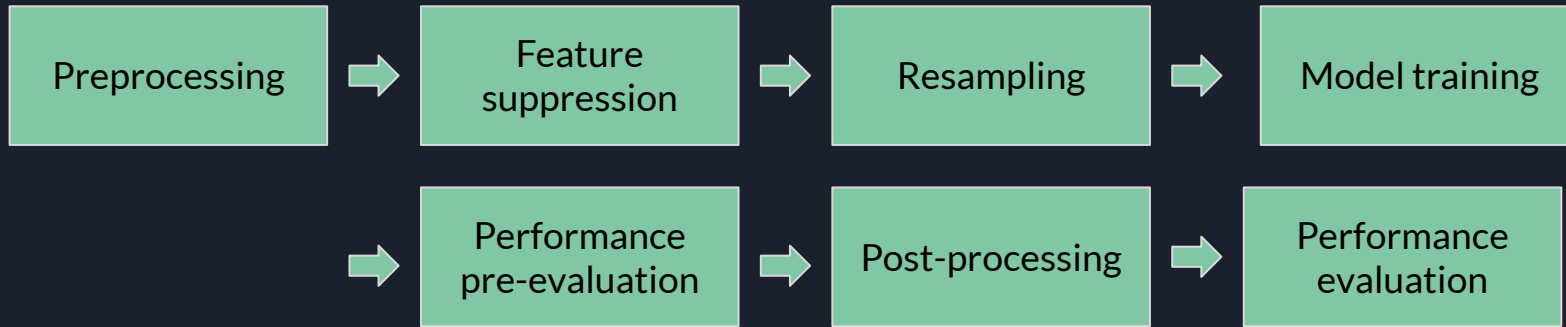 Preprocessing
Feature
suppression
Resampling
Model training
Performance
pre-evaluation
Post-processing
Performance
evaluation